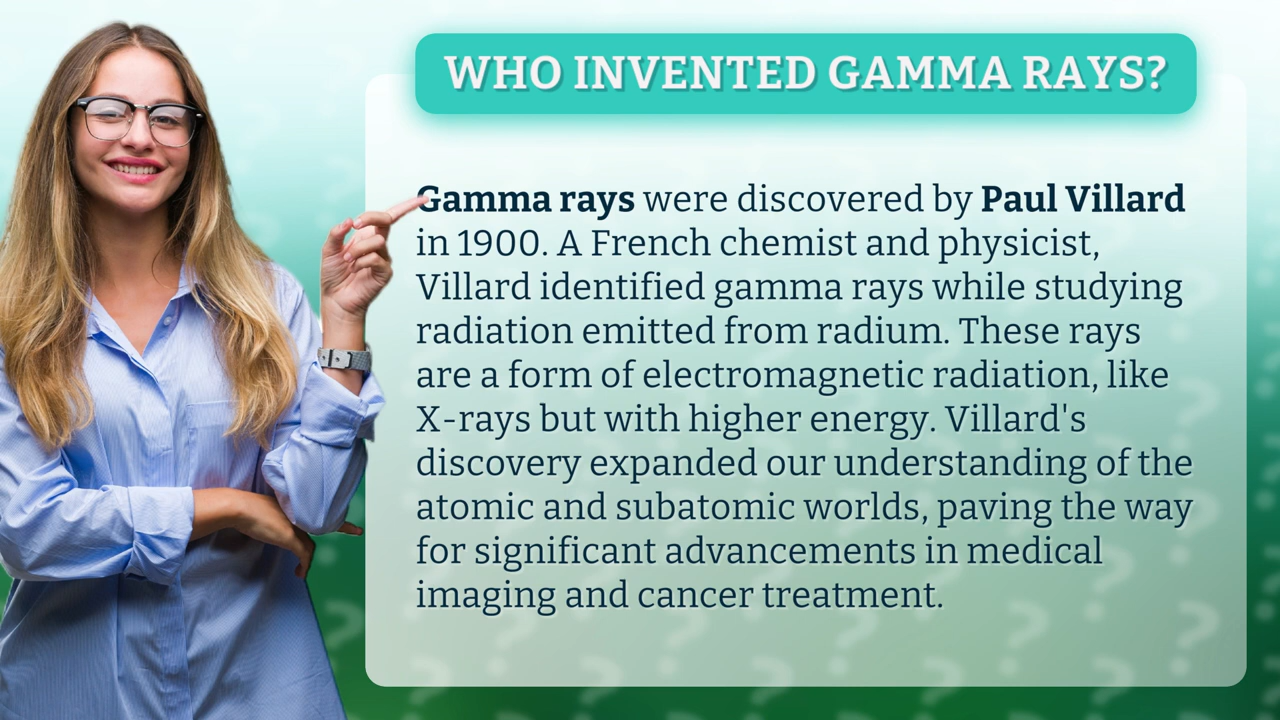 WHO INVENTED GAMMA RAYS?
Gamma rays were discovered by Paul Villard
in 1900. A French chemist and physicist,
Villard identified gamma rays while studying
radiation emitted from radium. These rays
are a form of electromagnetic radiation, like
X-rays but with higher energy. Villard's
discovery expanded our understanding of the
atomic and subatomic worlds, paving the way
for significant advancements in medical
imaging and cancer treatment.